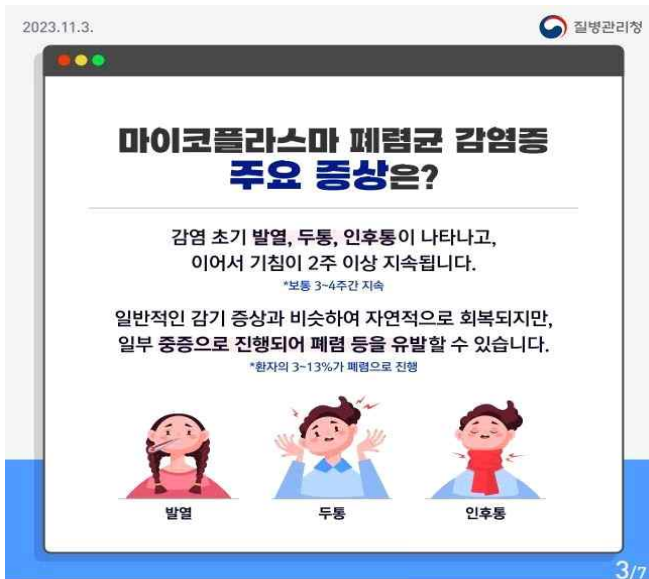 2023.11.3.
질병관리청
마이코플라스마 폐렴균 감염증
주요 증상은?
감염 초기 발열, 두통, 인후통이 나타나고,
이어서 기침이 2주 이상 지속됩니다.
*보통 3~4주간 지속
일반적인 감기 증상과 비슷하여 자연적으로 회복되지만,
일부 중증으로 진행되어 폐렴 등을 유발할 수 있습니다.
*환자의 3~13%가 폐렴으로 진행
발열
두통
인후통
3/7